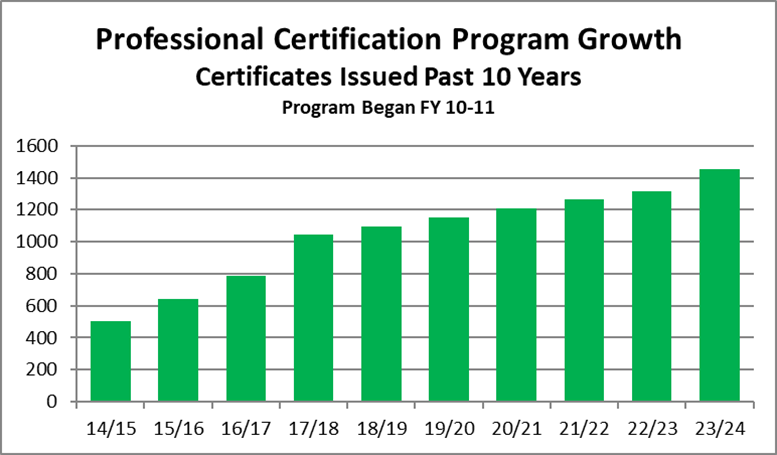 Professional Certification Program Growth
Certificates Issued Past 10 Years
Program Began FY 10-11
1600
1400
1200
1000
800
600
400
200
0
14/15 15/16 16/17 17/18 18/19 19/20 20/21 21/22 22/23 23/24